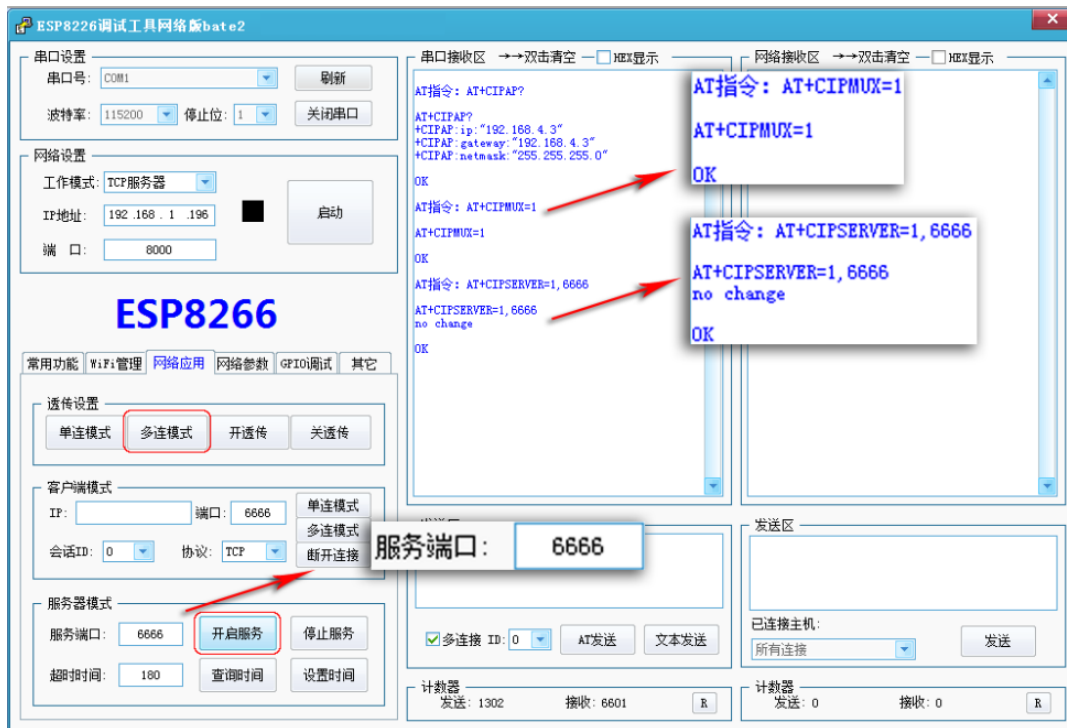 ESP8226调试工具网络版bate2
串口设置
串口号: COM1 刷新
波特率: 115200 停止位: 1 关闭串口
网络设置
工作模式: TCP服务器
IP地址: 192 .168 . 1 .196 启动
端 口: 8000
ESP8266
常用功能 WiFi管理 网络应用 网络参数 GPIO调试 其它
透传设置
单连模式 多连模式 开透传 关透传
客户端模式
IP: 端口: 6666 单连模式
多连模式
会话ID: 0 协议: TCP 断开连接
服务器模式
服务端口: 6666 开启服务 停止服务
超时时间: 180 查询时间 设置时间
串口接收区 →→双击清空 HEX显示
AT指令: AT+CIPAP?
AT+CIPAP?
+CIPAP:ip:"192.168.4.3"
+CIPAP:gateway:"192.168.4.3"
+CIPAP:netmask:"255.255.255.0"
OK
AT指令: AT+CIPMUX=1
AT+CIPMUX=1
OK
AT指令: AT+CIPSERVER=1,6666
AT+CIPSERVER=1,6666
no change
OK
服务端口: 6666
多连接 ID: 0 AT发送 文本发送
计数器
发送: 1302 接收: 6601 R
网络接收区 →→双击清空 HEX显示
AT指令: AT+CIPMUX=1
AT+CIPMUX=1
OK
AT指令: AT+CIPSERVER=1,6666
AT+CIPSERVER=1,6666
no change
OK
发送区
已连接主机:
所有连接 发送
计数器
发送: 0 接收: 0 R